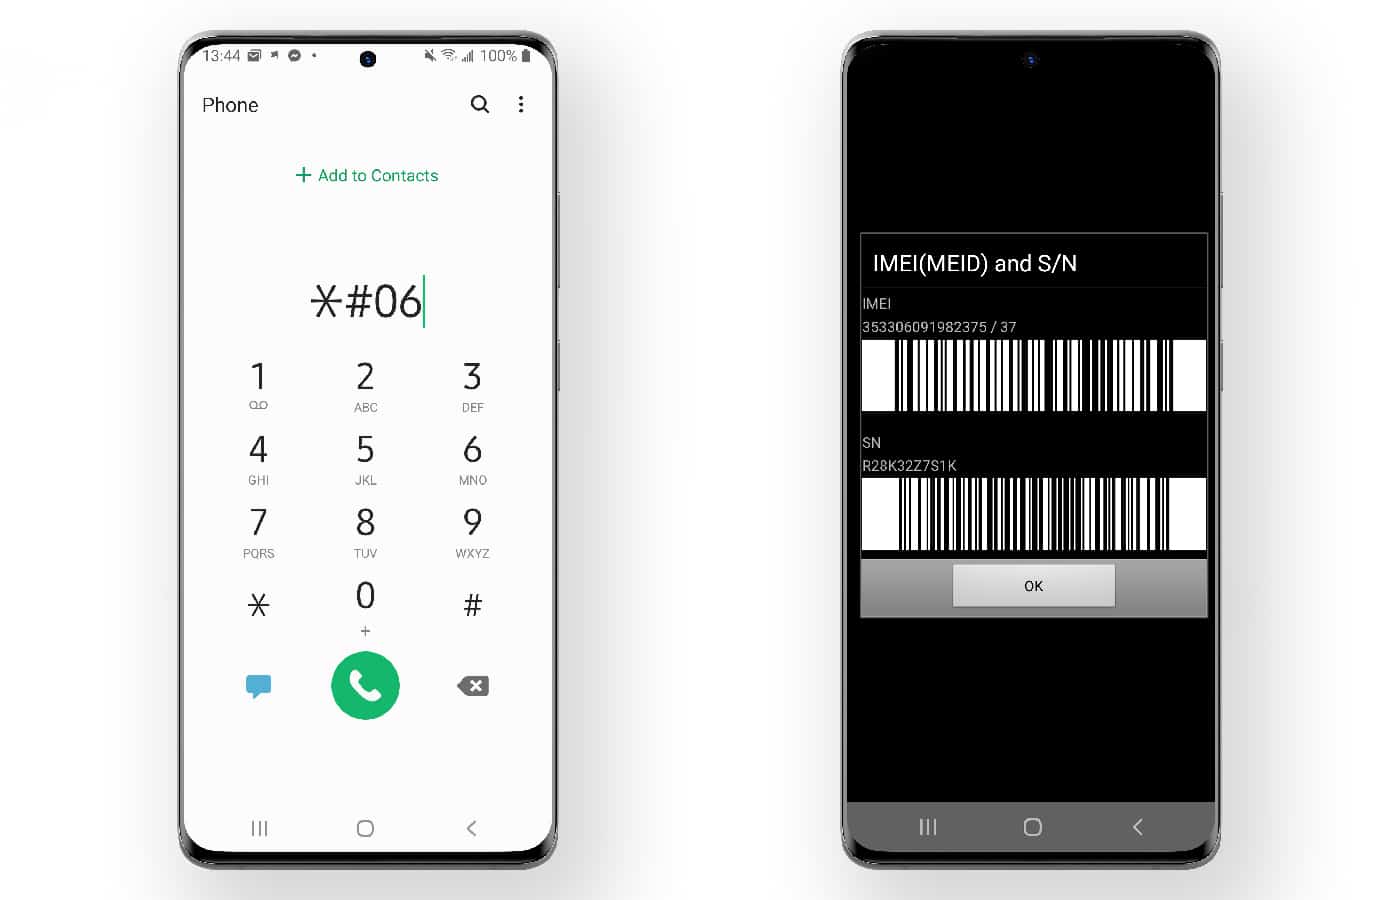 13:44
100%
Phone
+ Add to Contacts
*#06
1
2
ABC
3
DEF
4
GHI
5
JKL
6
MNO
7
PQRS
8
TUV
9
WXYZ
*
0
+
#
IMEI(MEID) and S/N
IMEI
353306091982375 / 37
SN
R28K32Z7S1K
OK